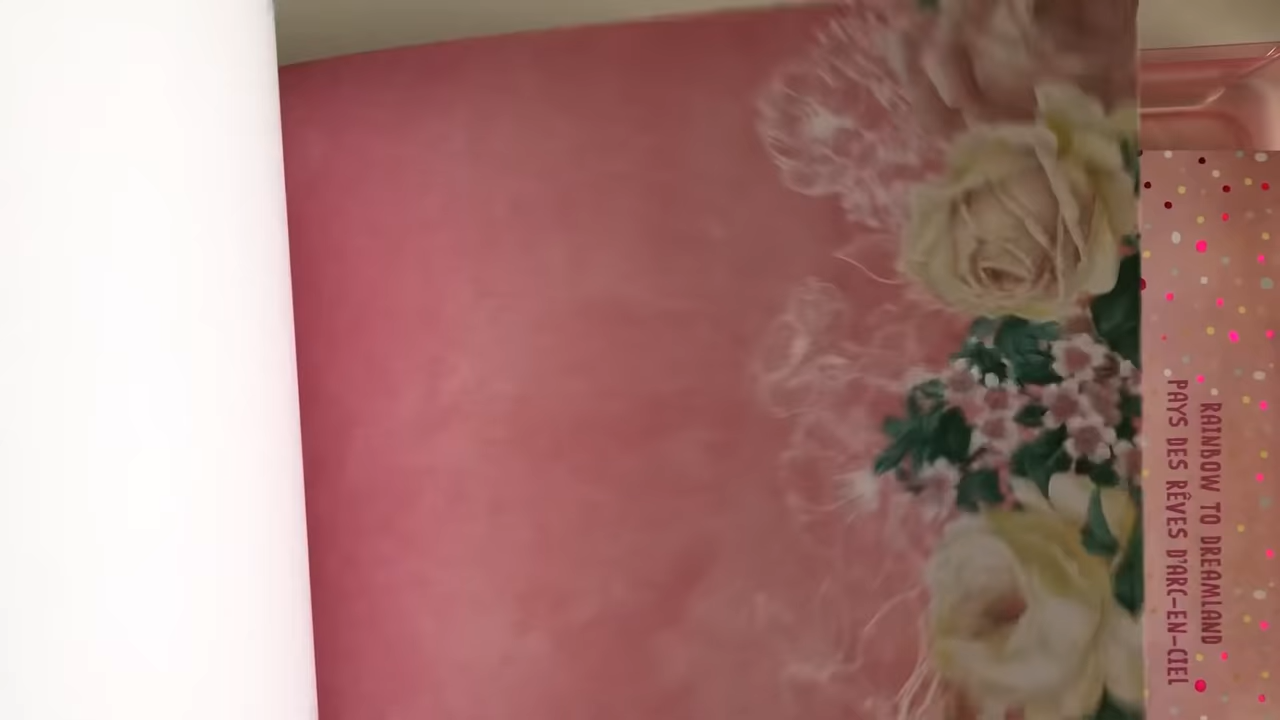 RAINBOW TO DREAMLAND
PAYS DES RÊVES D'ARC-EN-CIEL